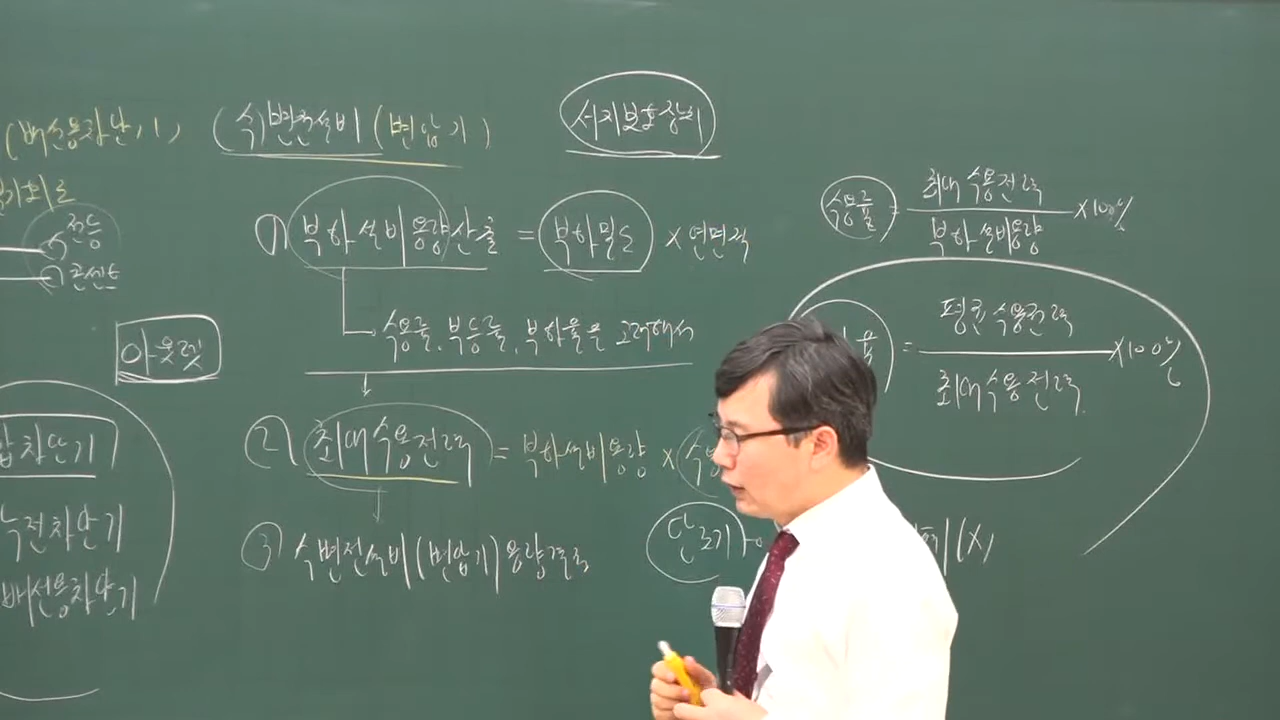 (배선용차단기)
(수)변전설비(변압기)
서지보호장치
전등
콘센트
아웃렛
차단기
누전차단기
배선용차단기
① 부하설비용량산출 = 부하밀도 × 연면적
수용률, 부등률, 부하율을 고려해서
② 최대수용전력 = 부하설비용량 × 수용
③ 수변전설비(변압기)용량결정
단로기
수용률 = 최대수용전력 / 부하설비용량 × 100%
률 = 평균수용전력 / 최대수용전력 × 100%
(X)